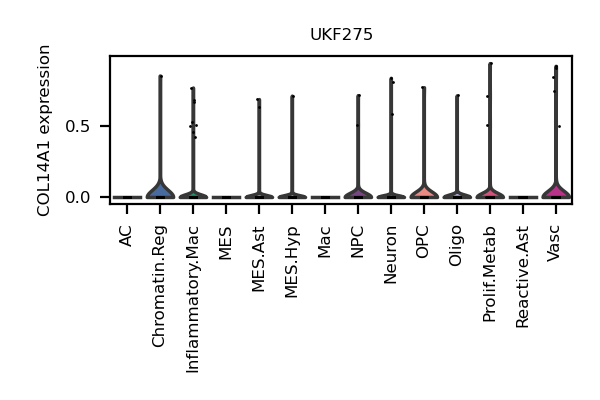 UKF275
COL14A1 expression
0.5
0.0
AC
Chromatin.Reg
Inflammatory.Mac
MES
MES.Ast
MES.Hyp
Mac
NPC
Neuron
OPC
Oligo
Prolif.Metab
Reactive.Ast
Vasc